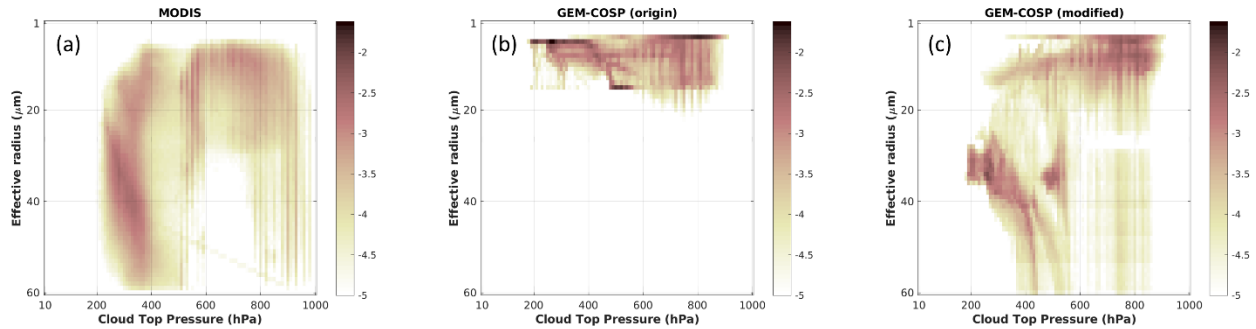 MODIS
(a)
1
20
40
60
Effective radius (μm)
10 200 400 600 800 1000
Cloud Top Pressure (hPa)
-2
-2.5
-3
-3.5
-4
-4.5
-5
GEM-COSP (origin)
(b)
1
20
40
60
Effective radius (μm)
10 200 400 600 800 1000
Cloud Top Pressure (hPa)
-2
-2.5
-3
-3.5
-4
-4.5
-5
GEM-COSP (modified)
(c)
1
20
40
60
Effective radius (μm)
10 200 400 600 800 1000
Cloud Top Pressure (hPa)
-2
-2.5
-3
-3.5
-4
-4.5
-5